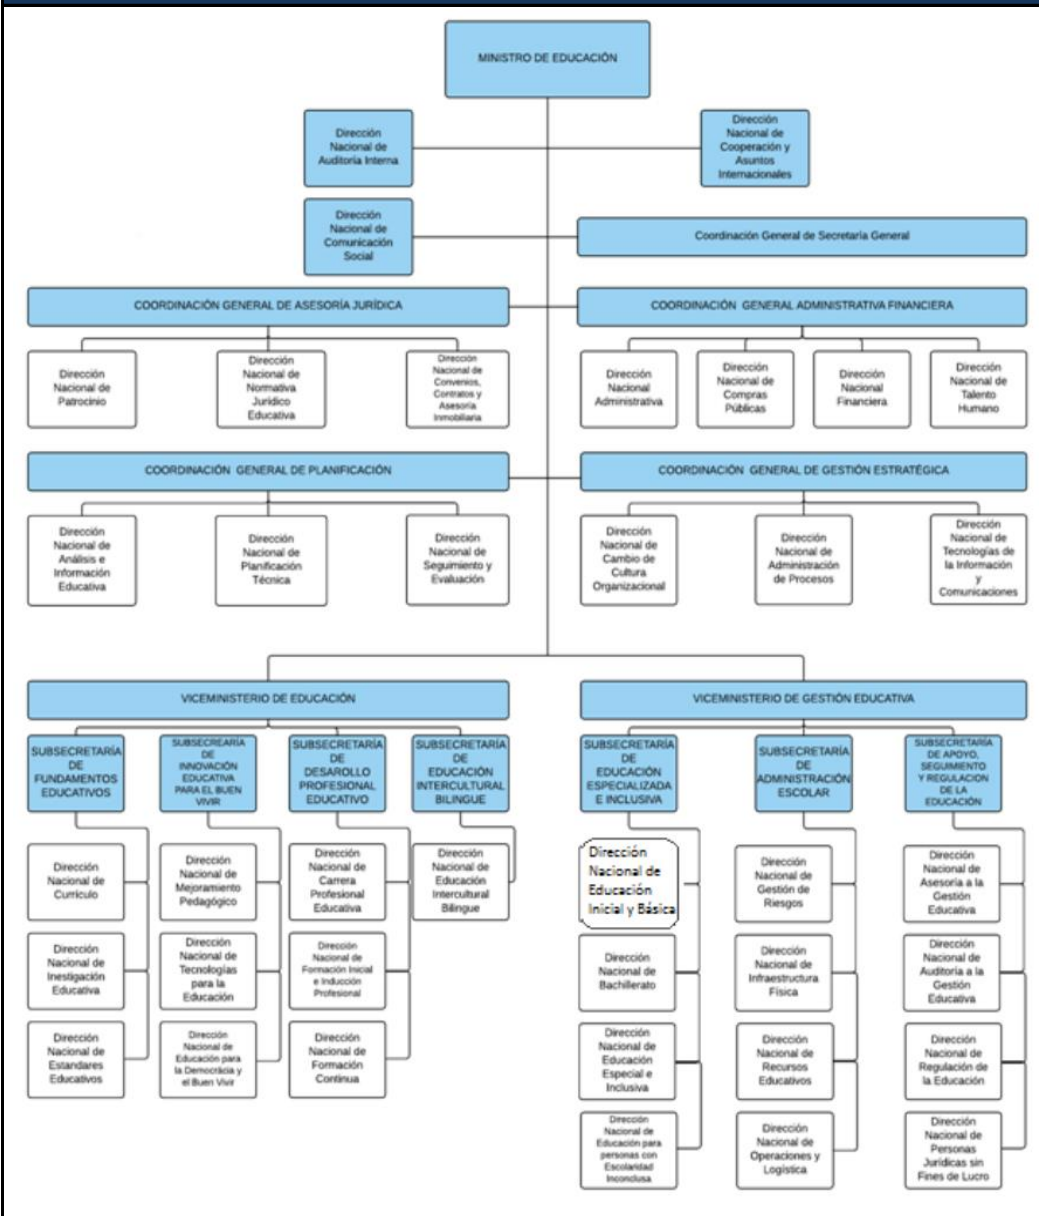 MINISTRO DE EDUCACIÓN
Dirección
Nacional de
Auditoría Interna
Dirección
Nacional de
Cooperación y
Asuntos
Internacionales
Dirección
Nacional de
Comunicación
Social
Coordinación General de Secretaría General
COORDINACIÓN GENERAL DE ASESORÍA JURÍDICA
COORDINACIÓN GENERAL ADMINISTRATIVA FINANCIERA
Dirección
Nacional de
Patrocinio
Dirección
Nacional de
Normativa
Jurídico
Educativa
Dirección
Nacional de
Convenios,
Contratos y
Asesoría
Inmobiliaria
Dirección
Nacional
Administrativa
Dirección
Nacional de
Compras
Públicas
Dirección
Nacional
Financiera
Dirección
Nacional de
Talento
Humano
COORDINACIÓN GENERAL DE PLANIFICACIÓN
COORDINACIÓN GENERAL DE GESTIÓN ESTRATÉGICA
Dirección
Nacional de
Análisis e
Información
Educativa
Dirección
Nacional de
Planificación
Técnica
Dirección
Nacional de
Seguimiento y
Evaluación
Dirección
Nacional de
Cambio de
Cultura
Organizacional
Dirección
Nacional de
Administración
de Procesos
Dirección
Nacional de
Tecnologías de
la Información
y
Comunicaciones
VICEMINISTERIO DE EDUCACIÓN
VICEMINISTERIO DE GESTIÓN EDUCATIVA
SUBSECRETARÍA
DE
FUNDAMENTOS
EDUCATIVOS
SUBSECREARÍA
DE
INNOVACIÓN
EDUCATIVA
PARA EL BUEN
VIVIR
SUBSECRETARÍA
DE
DESAROLLO
PROFESIONAL
EDUCATIVO
SUBSECRETARÍA
DE
EDUCACIÓN
INTERCULTURAL
BILINGUE
SUBSECRETARÍA
DE
EDUCACIÓN
ESPECIALIZADA
E INCLUSIVA
SUBSECRETARÍA
DE
ADMINISTRACIÓN
ESCOLAR
SUBSECRETARÍA
DE APOYO,
SEGUIMIENTO
Y REGULACION
DE LA
EDUCACIÓN
Dirección
Nacional de
Currículo
Dirección
Nacional de
Mejoramiento
Pedagógico
Dirección
Nacional de
Carrera
Profesional
Educativa
Dirección
Nacional de
Educación
Intercultural
Bilingue
Dirección
Nacional de
Educación
Inicial y Básica
Dirección
Nacional de
Gestión de
Riesgos
Dirección
Nacional de
Asesoría a la
Gestión
Educativa
Dirección
Nacional de
Inestigación
Educativa
Dirección
Nacional de
Tecnologías
para la
Educación
Dirección
Nacional de
Formación Inicial
e Inducción
Profesional
Dirección
Nacional de
Bachillerato
Dirección
Nacional de
Infraestructura
Física
Dirección
Nacional de
Auditoría a la
Gestión
Educativa
Dirección
Nacional de
Estandares
Educativos
Dirección
Nacional de
Educación para
la Democrácia y
el Buen Vivir
Dirección
Nacional de
Formación
Continua
Dirección
Nacional de
Educación
Especial e
Inclusiva
Dirección
Nacional de
Recursos
Educativos
Dirección
Nacional de
Regulación de
la Educación
Dirección
Nacional de
Educación para
personas con
Escolaridad
Inconclusa
Dirección
Nacional de
Operaciones y
Logística
Dirección
Nacional de
Personas
Jurídicas sin
Fines de Lucro